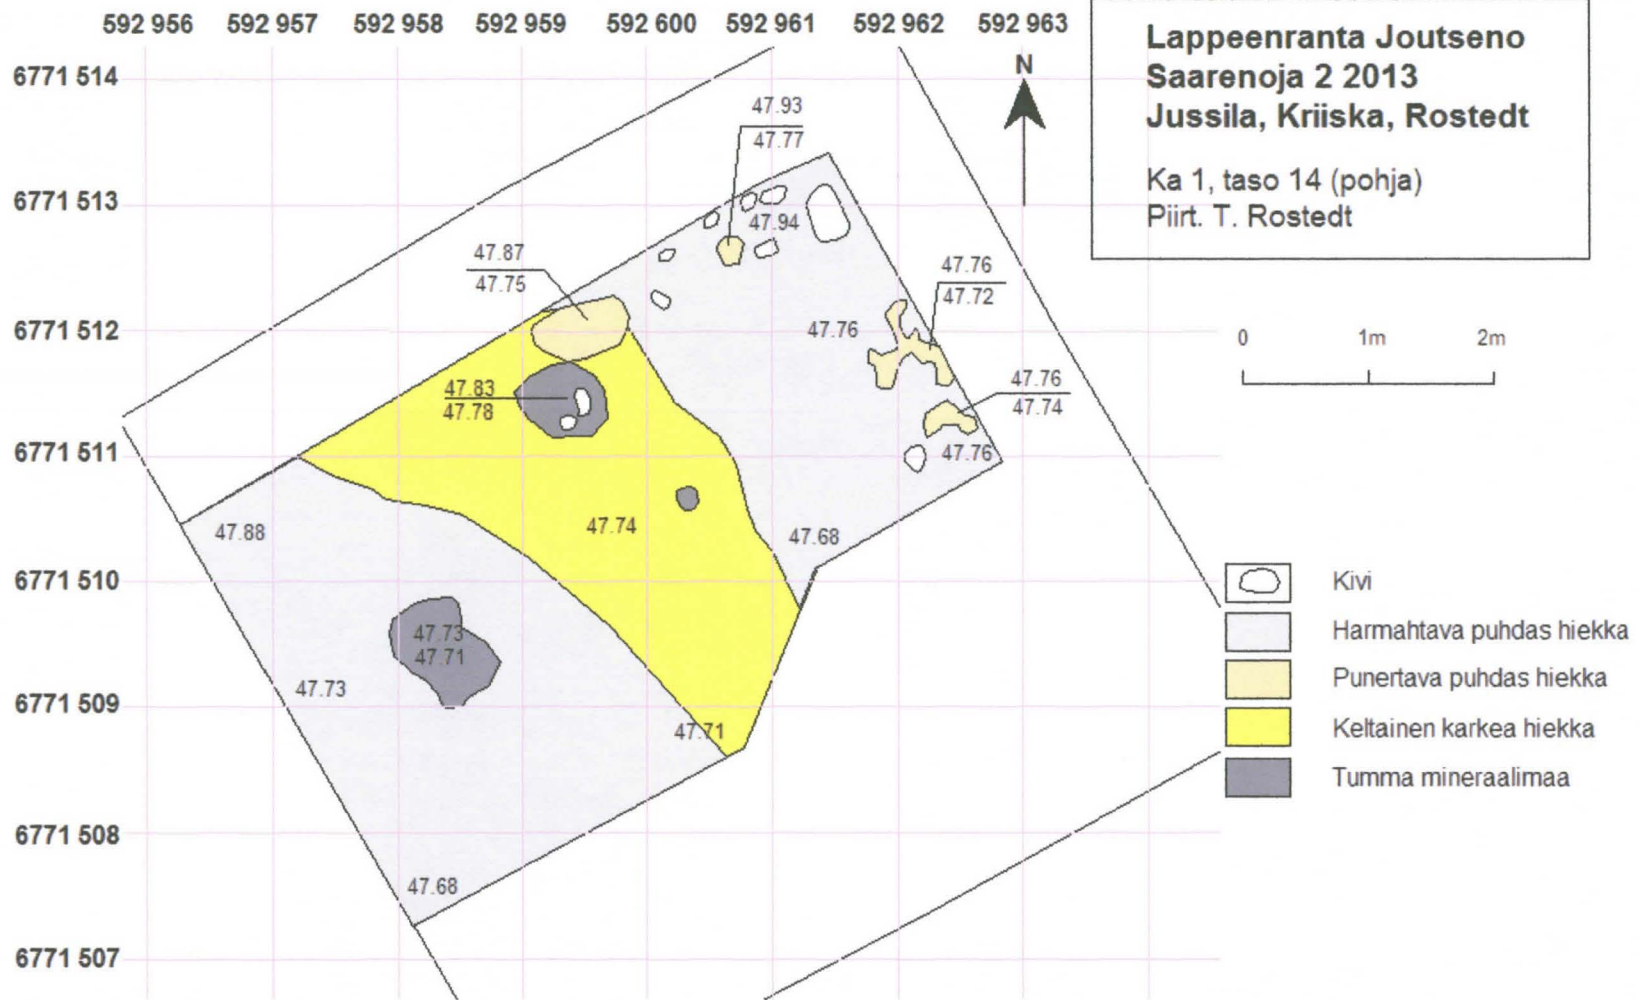 592 956 592 957 592 958 592 959 592 600 592 961 592 962 592 963
Lappeenranta Joutseno
Saarenoja 2 2013
Jussila, Kriiska, Rostedt
Ka 1, taso 14 (pohja)
Piirt. T. Rostedt
N
6771 514
6771 513
6771 512
6771 511
6771 510
6771 509
6771 508
6771 507
47.93
47.77
47.94
47.87
47.75
47.76
47.72
47.76
47.83
47.78
47.76
47.74
47.76
47.88
47.74
47.68
47.73
47.71
47.73
47.71
47.68
0 1m 2m
Kivi
Harmahtava puhdas hiekka
Punertava puhdas hiekka
Keltainen karkea hiekka
Tumma mineraalimaa